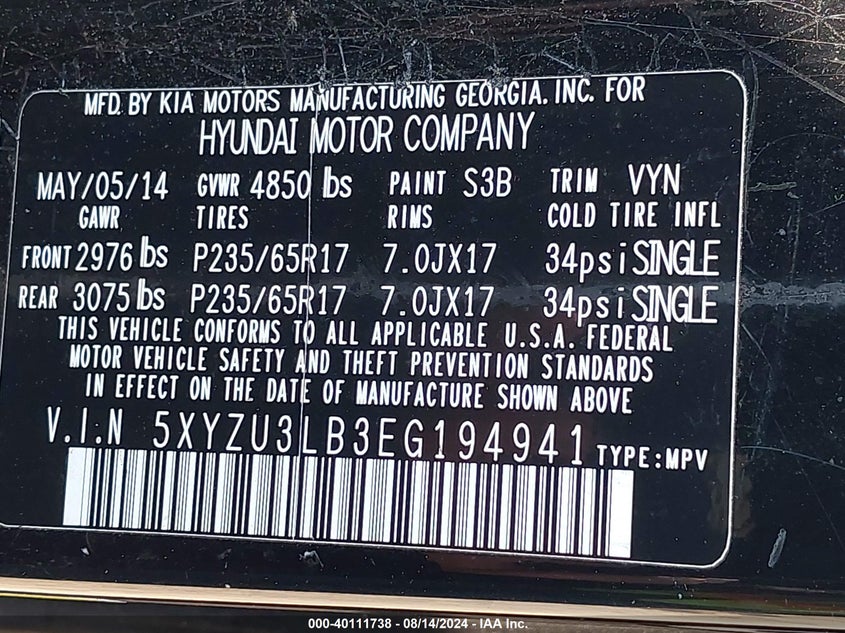 MFD. BY KIA MOTORS MANUFACTURING GEORGIA. INC. FOR
HYUNDAI MOTOR COMPANY
MAY/05/14 GVWR 4850 lbs PAINT S3B TRIM VYN
GAWR TIRES RIMS COLD TIRE INFL
FRONT 2976 lbs P235/65R17 7.0JX17 34psi SINGLE
REAR 3075 lbs P235/65R17 7.0JX17 34psi SINGLE
THIS VEHICLE CONFORMS TO ALL APPLICABLE U.S.A. FEDERAL
MOTOR VEHICLE SAFETY AND THEFT PREVENTION STANDARDS
IN EFFECT ON THE DATE OF MANUFACTURE SHOWN ABOVE
V.I.N 5XYZU3LB3EG194941 TYPE:MPV
000-40111738 - 08/14/2024 - IAA Inc.